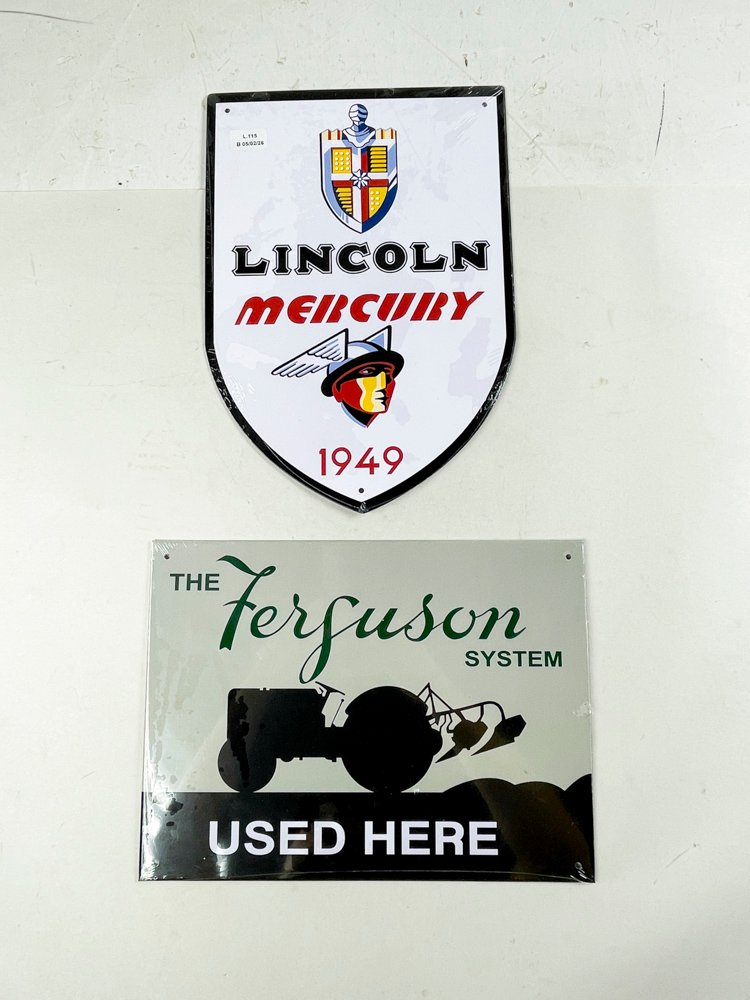 L.115
B 05/02/26
LINCOLN
MERCURY
1949
THE Ferguson
SYSTEM
USED HERE